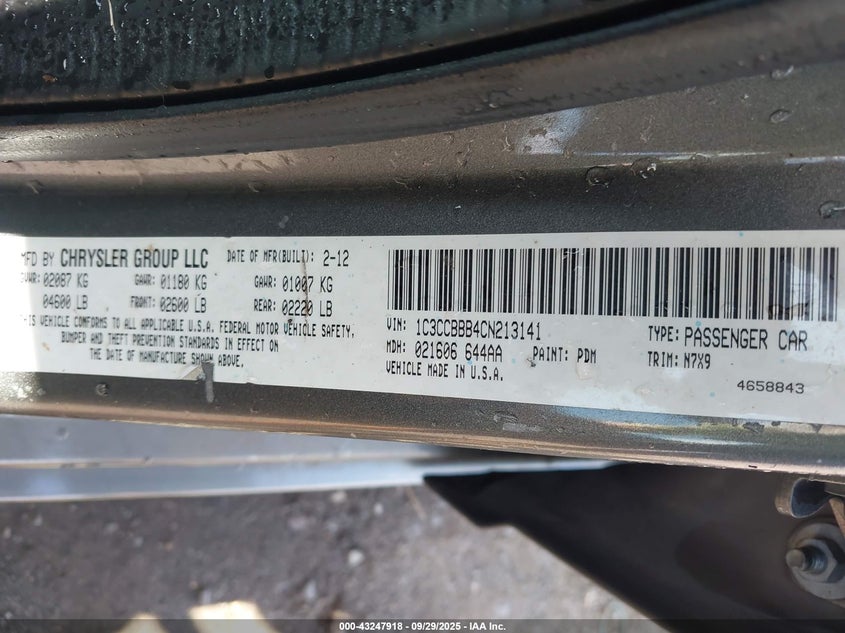 MFD BY CHRYSLER GROUP LLC DATE OF MFR(BUILT): 2-12
GVWR: 02087 KG GAWR: 01180 KG GAWR: 01007 KG
04600 LB FRONT: 02600 LB REAR: 02220 LB
THIS VEHICLE CONFORMS TO ALL APPLICABLE U.S.A. FEDERAL MOTOR VEHICLE SAFETY,
BUMPER AND THEFT PREVENTION STANDARDS IN EFFECT ON
THE DATE OF MANUFACTURE SHOWN ABOVE.
VIN: 1C3CCBBB4CN213141 TYPE: PASSENGER CAR
MDH: 021606 644AA PAINT: PDM TRIM: N7X9
VEHICLE MADE IN U.S.A.
4658843
000-43247918 | 09/29/2025 | IAA Inc.